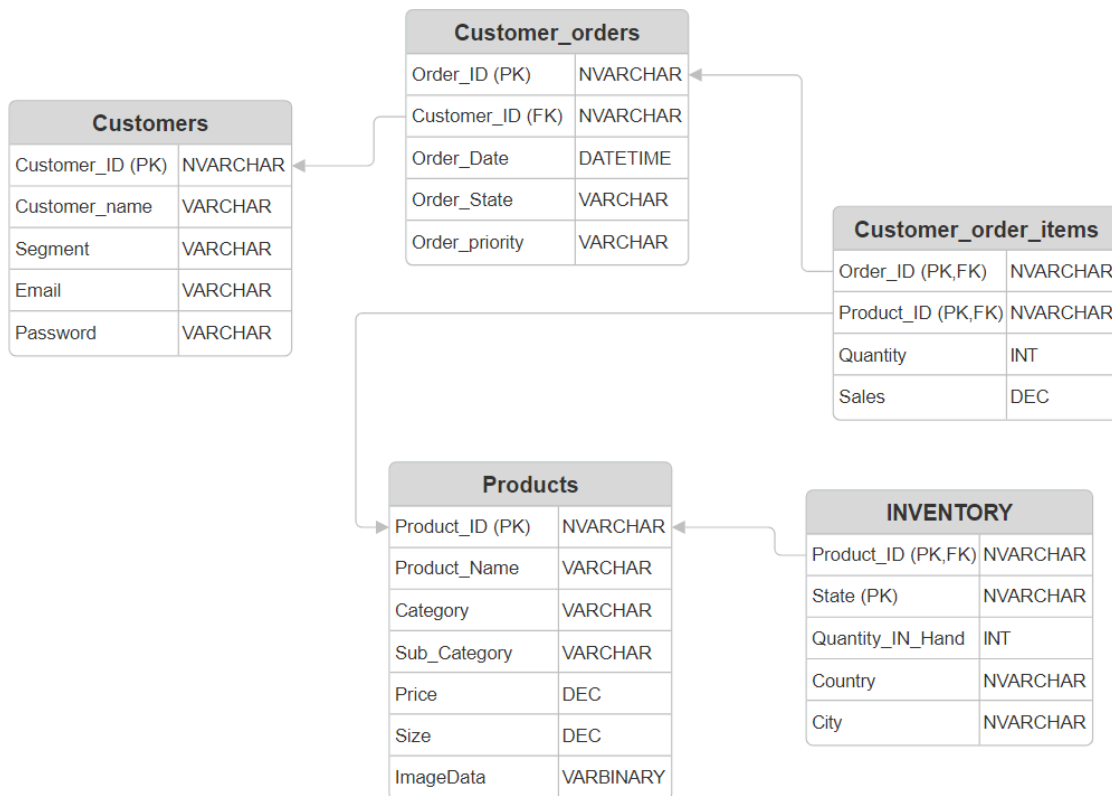 Customer_orders
Order_ID (PK) NVARCHAR
Customer_ID (FK) NVARCHAR
Order_Date DATETIME
Order_State VARCHAR
Order_priority VARCHAR
Customers
Customer_ID (PK) NVARCHAR
Customer_name VARCHAR
Segment VARCHAR
Email VARCHAR
Password VARCHAR
Customer_order_items
Order_ID (PK,FK) NVARCHAR
Product_ID (PK,FK) NVARCHAR
Quantity INT
Sales DEC
Products
Product_ID (PK) NVARCHAR
Product_Name VARCHAR
Category VARCHAR
Sub_Category VARCHAR
Price DEC
Size DEC
ImageData VARBINARY
INVENTORY
Product_ID (PK,FK) NVARCHAR
State (PK) NVARCHAR
Quantity_IN_Hand INT
Country NVARCHAR
City NVARCHAR